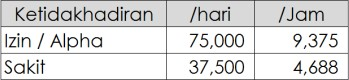 Ketidakhadiran /hari /Jam
Izin / Alpha 75,000 9,375
Sakit 37,500 4,688